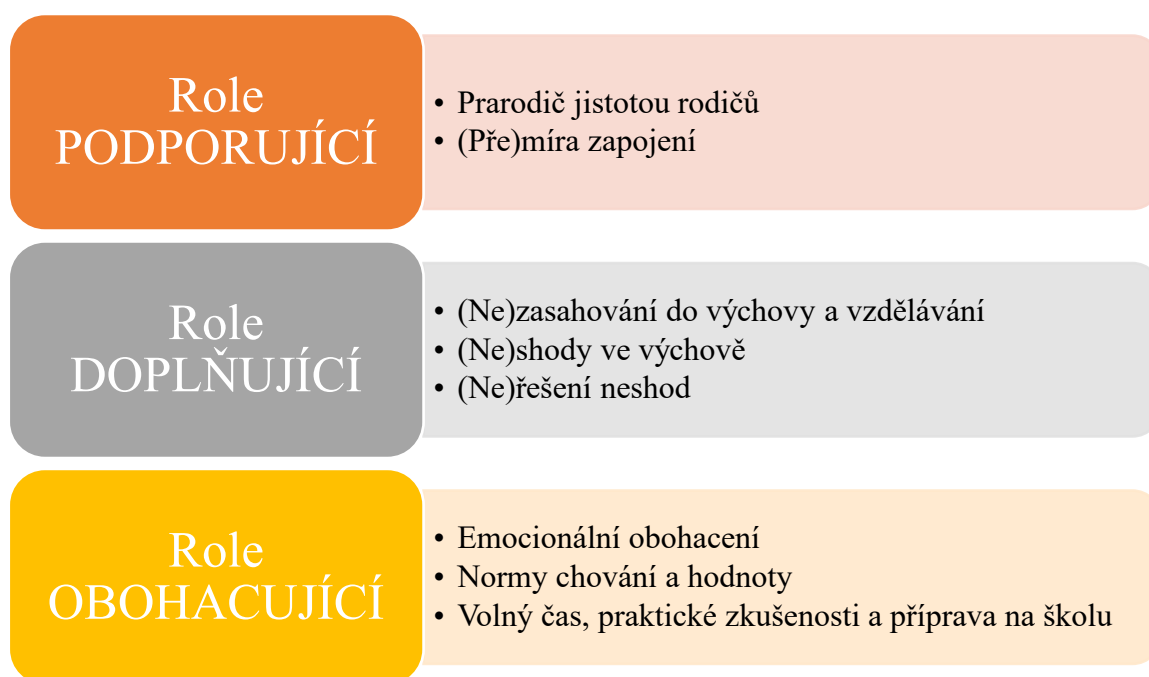 Role
PODPORUJÍCÍ
• Prarodič jistotou rodičů
• (Pře)míra zapojení
Role
DOPLŇUJÍCÍ
• (Ne)zasahování do výchovy a vzdělávání
• (Ne)shody ve výchově
• (Ne)řešení neshod
Role
OBOHACUJÍCÍ
• Emocionální obohacení
• Normy chování a hodnoty
• Volný čas, praktické zkušenosti a příprava na školu